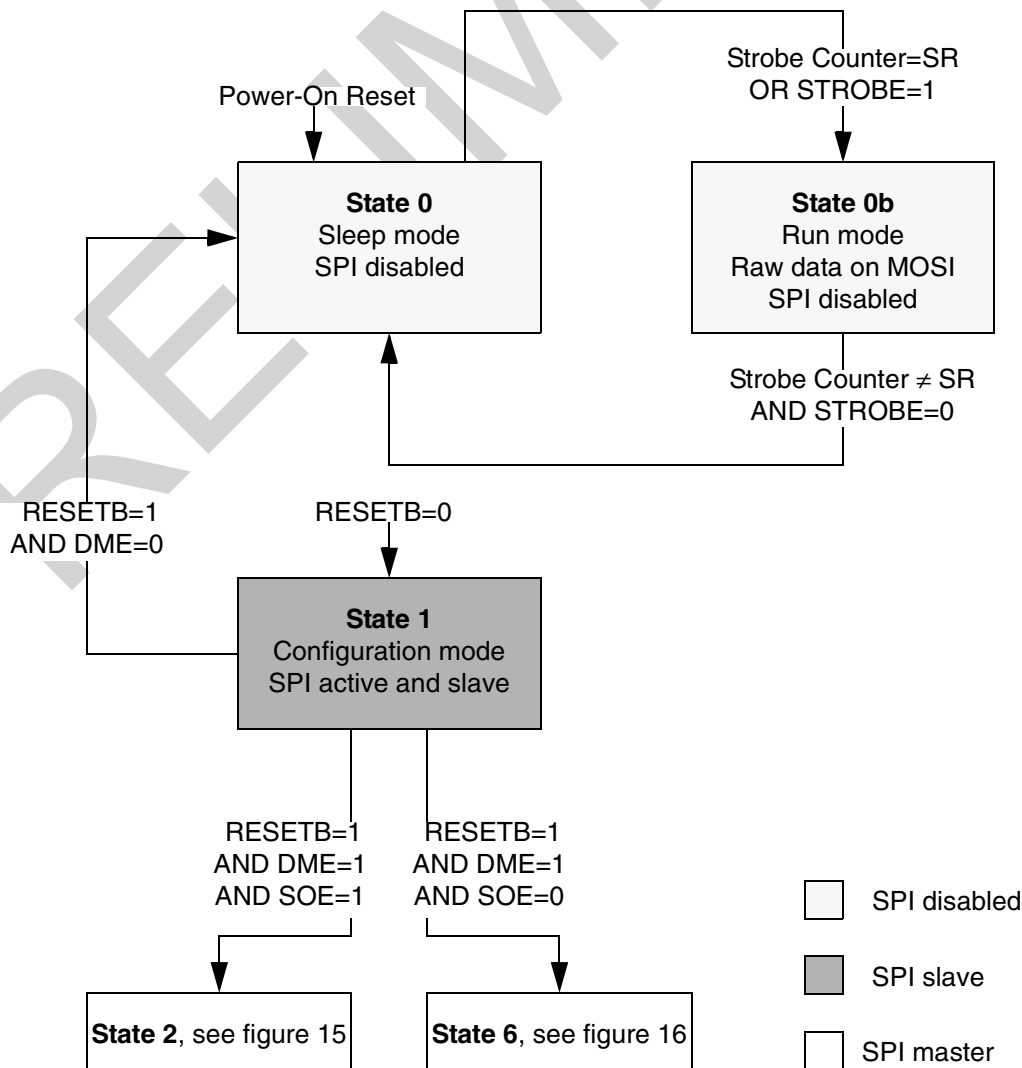 Strobe Counter=SR
OR STROBE=1
Power-On Reset
State 0
Sleep mode
SPI disabled
State 0b
Run mode
Raw data on MOSI
SPI disabled
Strobe Counter ≠ SR
AND STROBE=0
RESETB=1
AND DME=0
RESETB=0
State 1
Configuration mode
SPI active and slave
RESETB=1
AND DME=1
AND SOE=1
RESETB=1
AND DME=1
AND SOE=0
State 2, see figure 15
State 6, see figure 16
SPI disabled
SPI slave
SPI master